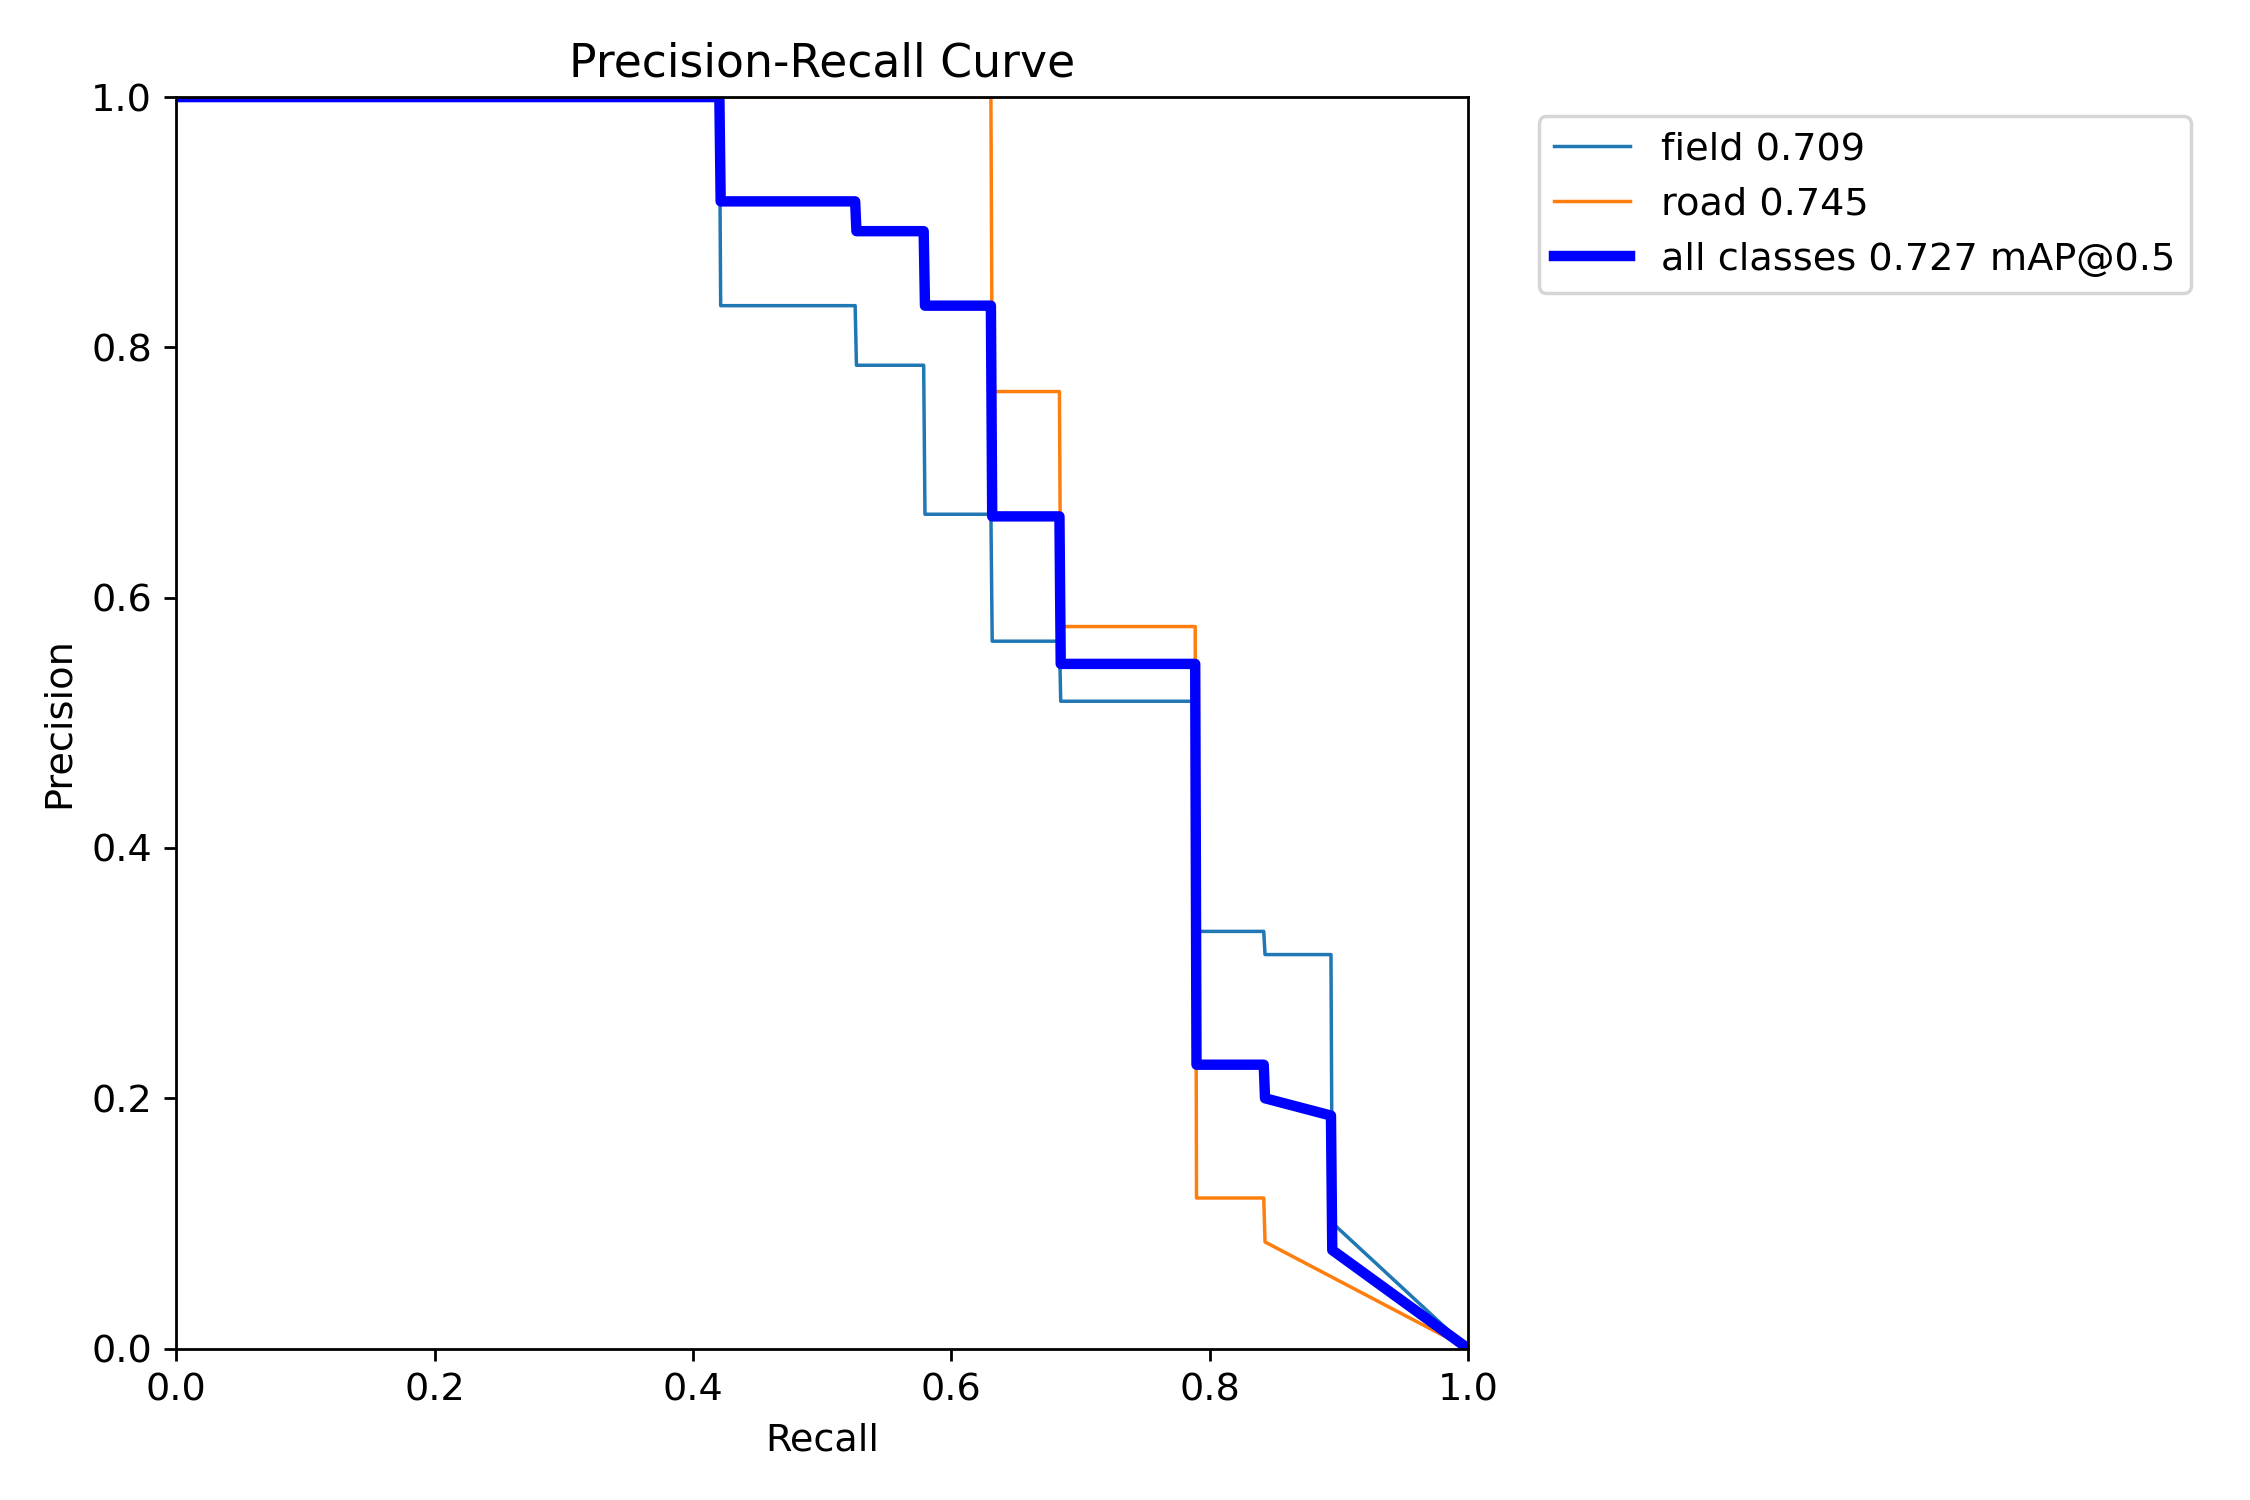 Precision-Recall Curve
1.0
0.8
0.6
0.4
0.2
0.0
Precision
0.0 0.2 0.4 0.6 0.8 1.0
Recall
field 0.709
road 0.745
all classes 0.727 mAP@0.5